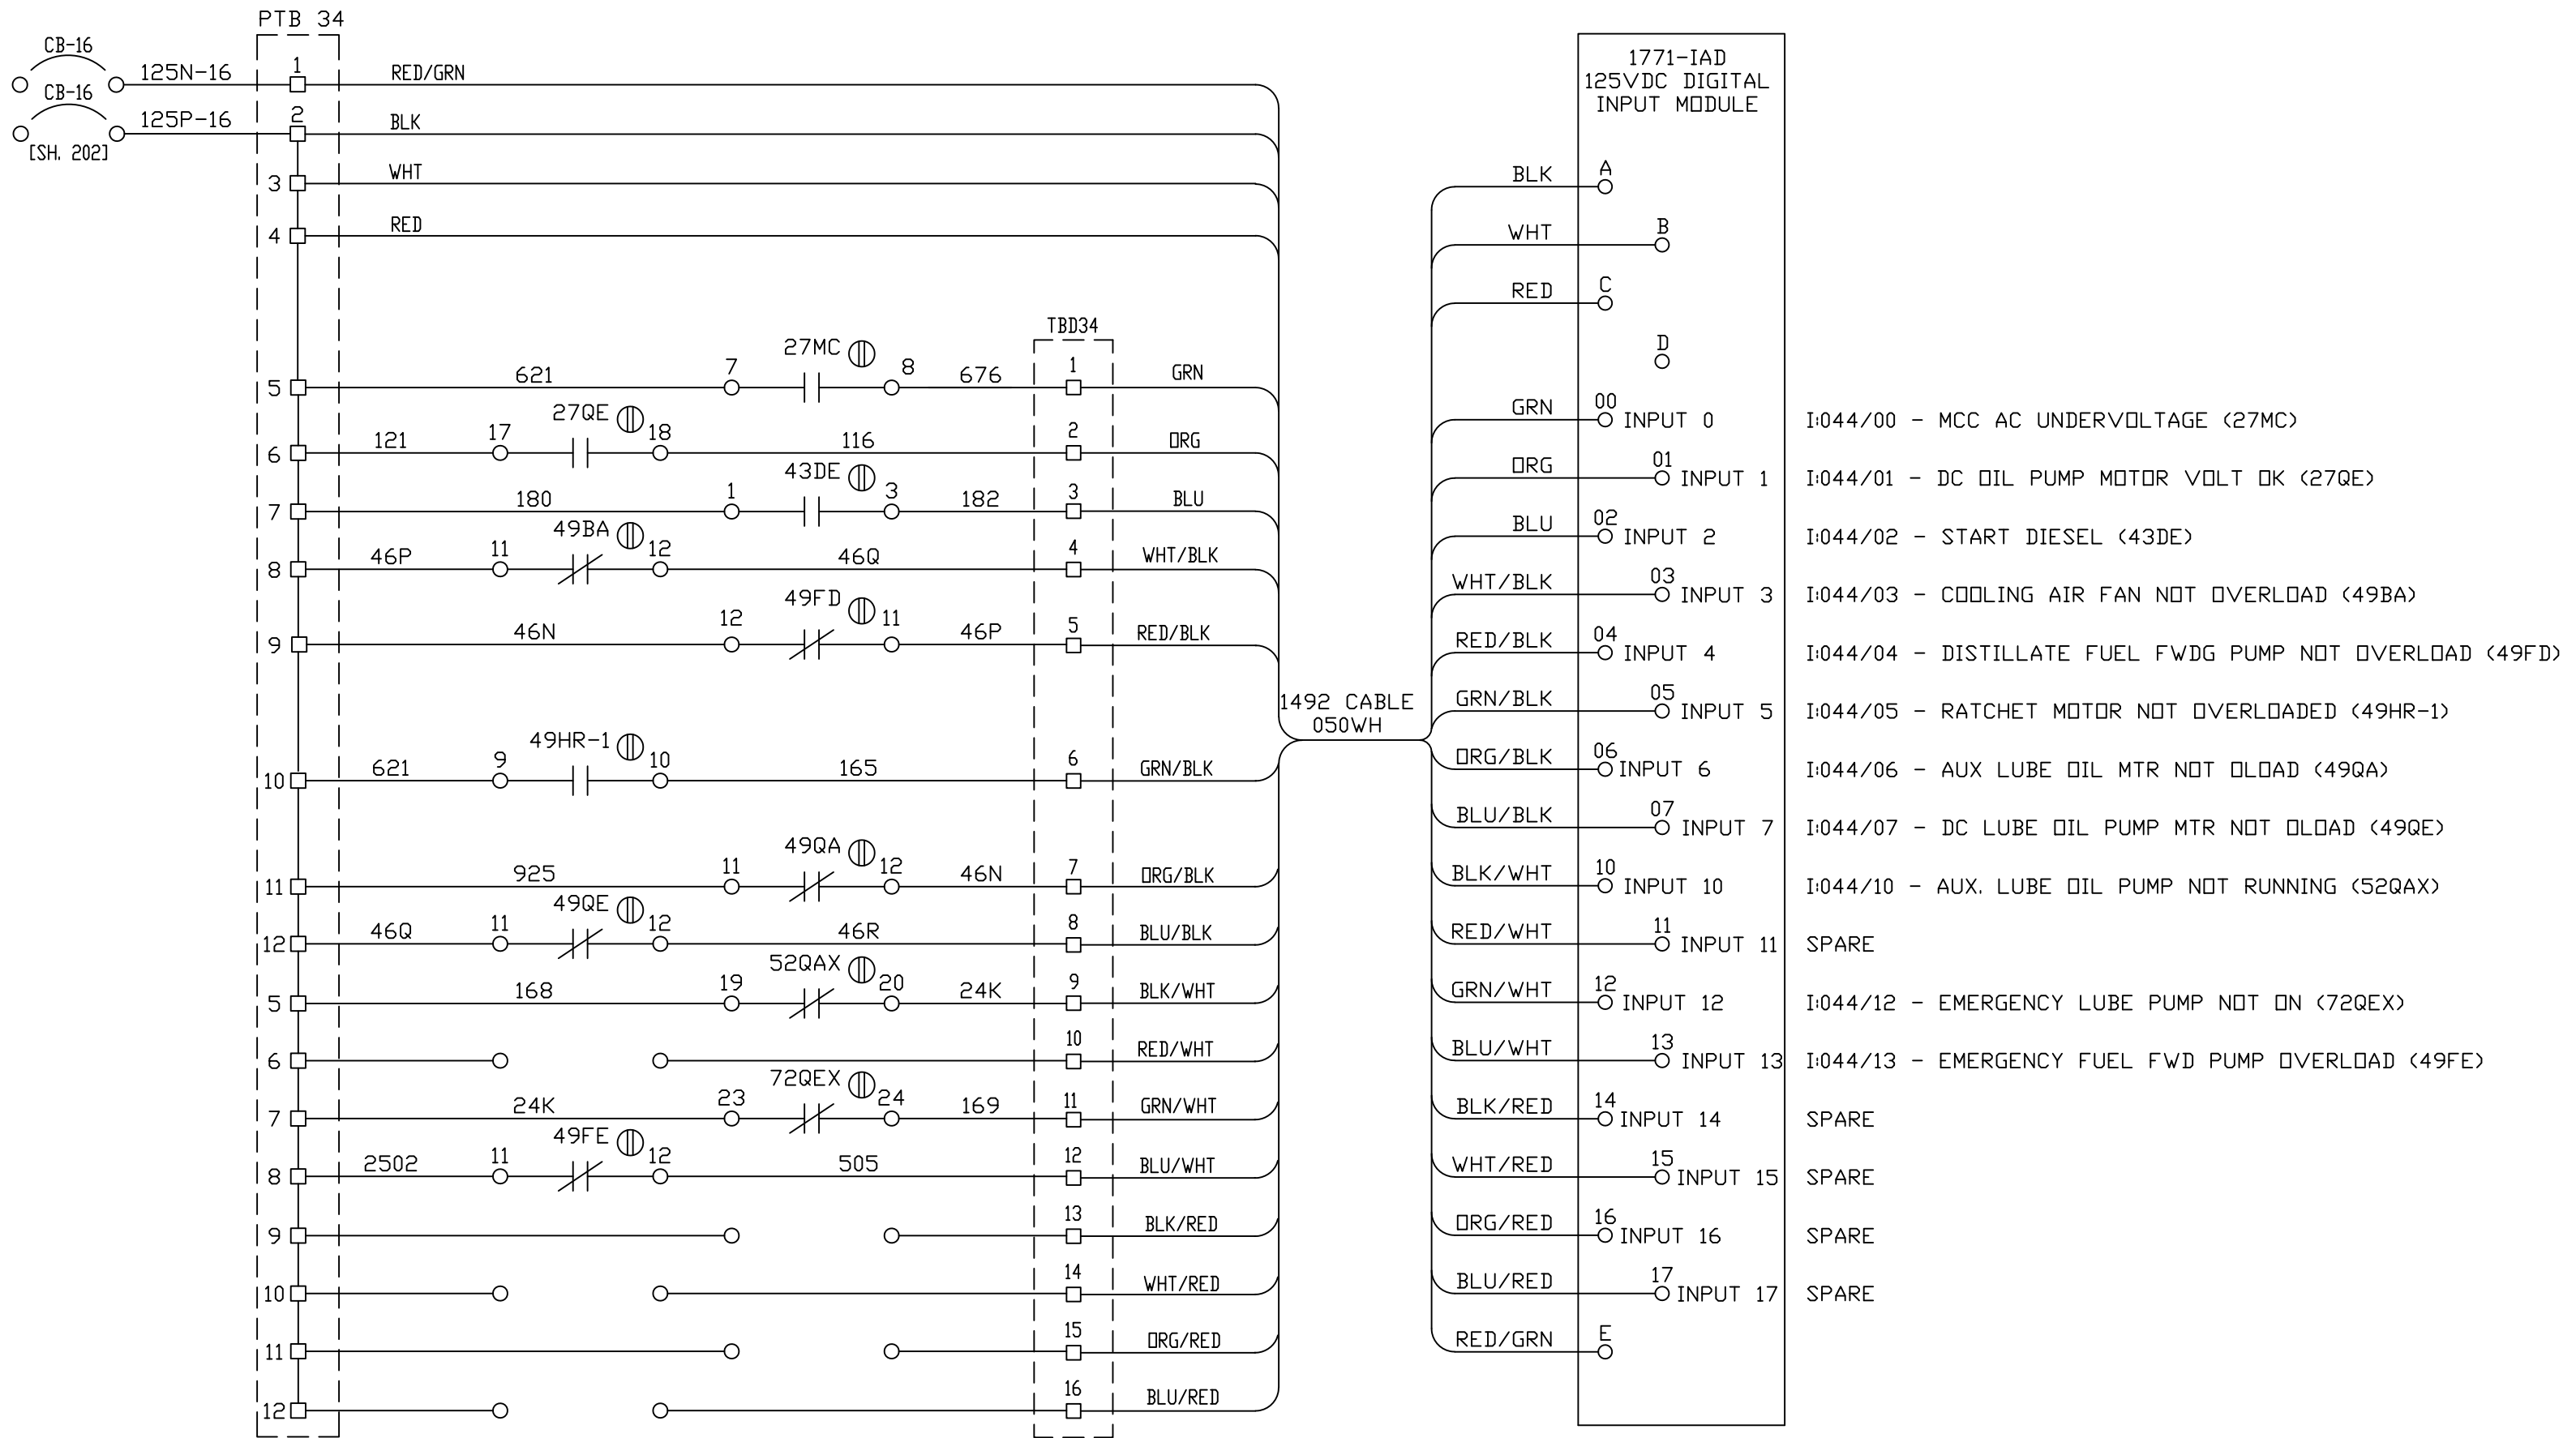 PTB 34
CB-16
125N-16 1 RED/GRN
CB-16
125P-16 2 BLK
[SH. 202]
3 WHT
4 RED
TBD34
27MC
5 621 7 8 676 1 GRN
27QE
6 121 17 18 116 2 ORG
43DE
7 180 1 3 182 3 BLU
49BA
8 46P 11 12 46Q 4 WHT/BLK
49FD
9 46N 12 11 46P 5 RED/BLK
49HR-1
10 621 9 10 165 6 GRN/BLK
49QA
11 925 11 12 46N 7 ORG/BLK
49QE
12 46Q 11 12 46R 8 BLU/BLK
52QAX
5 168 19 20 24K 9 BLK/WHT
6 10 RED/WHT
72QEX
7 24K 23 24 169 11 GRN/WHT
49FE
8 2502 11 12 505 12 BLU/WHT
9 13 BLK/RED
10 14 WHT/RED
11 15 ORG/RED
12 16 BLU/RED
1492 CABLE
050WH
1771-IAD
125VDC DIGITAL
INPUT MODULE
BLK A
WHT B
RED C
D
GRN 00 INPUT 0 I:044/00 - MCC AC UNDERVOLTAGE (27MC)
ORG 01 INPUT 1 I:044/01 - DC OIL PUMP MOTOR VOLT OK (27QE)
BLU 02 INPUT 2 I:044/02 - START DIESEL (43DE)
WHT/BLK 03 INPUT 3 I:044/03 - COOLING AIR FAN NOT OVERLOAD (49BA)
RED/BLK 04 INPUT 4 I:044/04 - DISTILLATE FUEL FWDG PUMP NOT OVERLOAD (49FD)
GRN/BLK 05 INPUT 5 I:044/05 - RATCHET MOTOR NOT OVERLOADED (49HR-1)
ORG/BLK 06 INPUT 6 I:044/06 - AUX LUBE OIL MTR NOT OLOAD (49QA)
BLU/BLK 07 INPUT 7 I:044/07 - DC LUBE OIL PUMP MTR NOT OLOAD (49QE)
BLK/WHT 10 INPUT 10 I:044/10 - AUX. LUBE OIL PUMP NOT RUNNING (52QAX)
RED/WHT 11 INPUT 11 SPARE
GRN/WHT 12 INPUT 12 I:044/12 - EMERGENCY LUBE PUMP NOT ON (72QEX)
BLU/WHT 13 INPUT 13 I:044/13 - EMERGENCY FUEL FWD PUMP OVERLOAD (49FE)
BLK/RED 14 INPUT 14 SPARE
WHT/RED 15 INPUT 15 SPARE
ORG/RED 16 INPUT 16 SPARE
BLU/RED 17 INPUT 17 SPARE
RED/GRN E